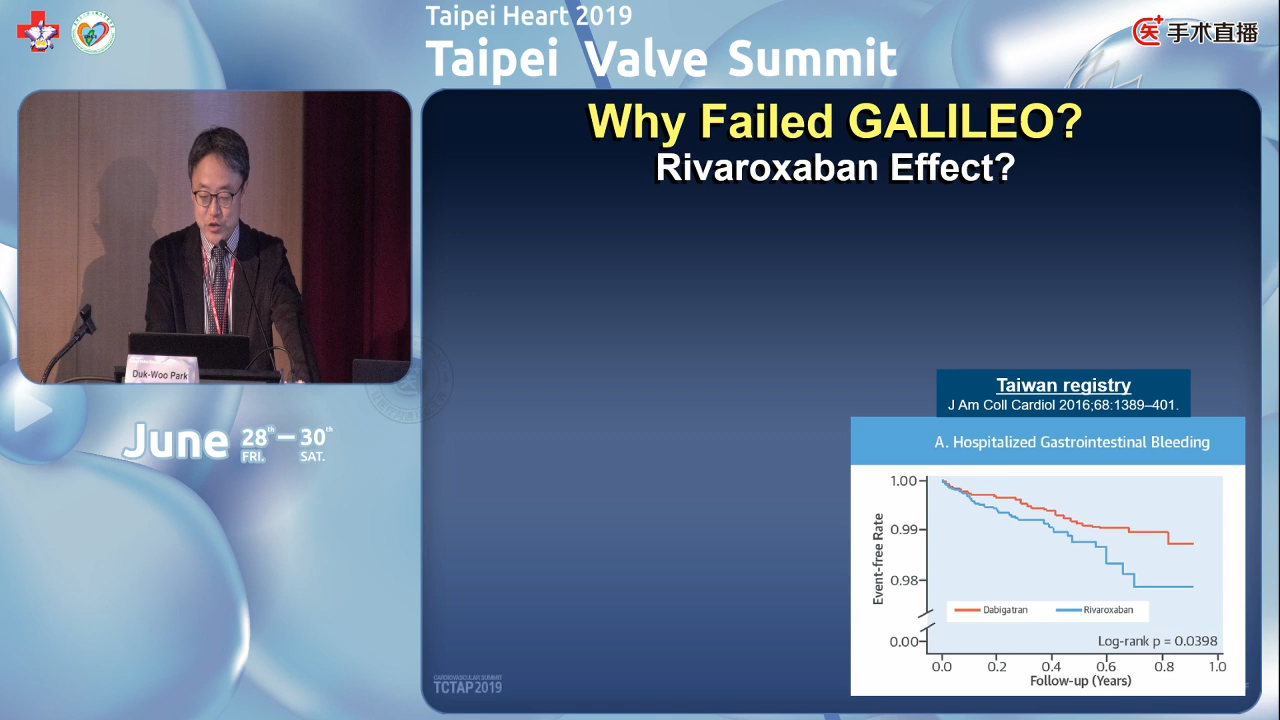 Taipei Heart 2019
Taipei Valve Summit
手术直播
Why Failed GALILEO?
Rivaroxaban Effect?
Duk-Woo Park
June 28th — 30th
FRI. SAT.
Taiwan registry
J Am Coll Cardiol 2016;68:1389–401.
A. Hospitalized Gastrointestinal Bleeding
Event-free Rate
1.00
0.99
0.98
0.00
Dabigatran
Rivaroxaban
Log-rank p = 0.0398
0.0 0.2 0.4 0.6 0.8 1.0
Follow-up (Years)
CARDIOVASCULAR SUMMIT
TCTAP2019